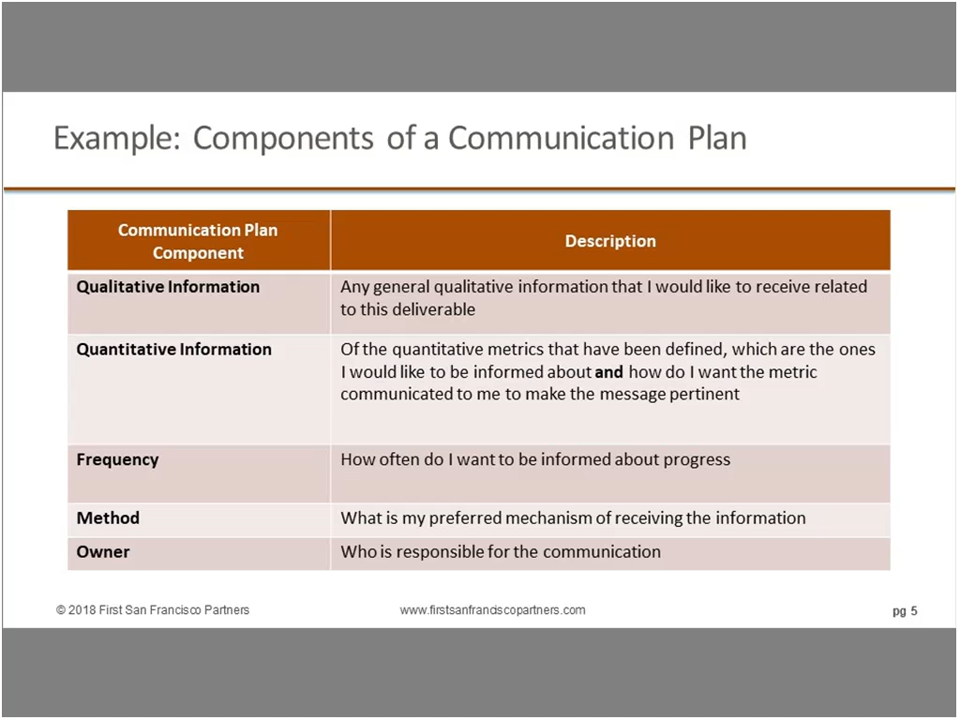 Example: Components of a Communication Plan
Communication Plan
Component
Description
Qualitative Information
Any general qualitative information that I would like to receive related
to this deliverable
Quantitative Information
Of the quantitative metrics that have been defined, which are the ones
I would like to be informed about and how do I want the metric
communicated to me to make the message pertinent
Frequency
How often do I want to be informed about progress
Method
What is my preferred mechanism of receiving the information
Owner
Who is responsible for the communication
© 2018 First San Francisco Partners
www.firstsanfranciscopartners.com
pg 5